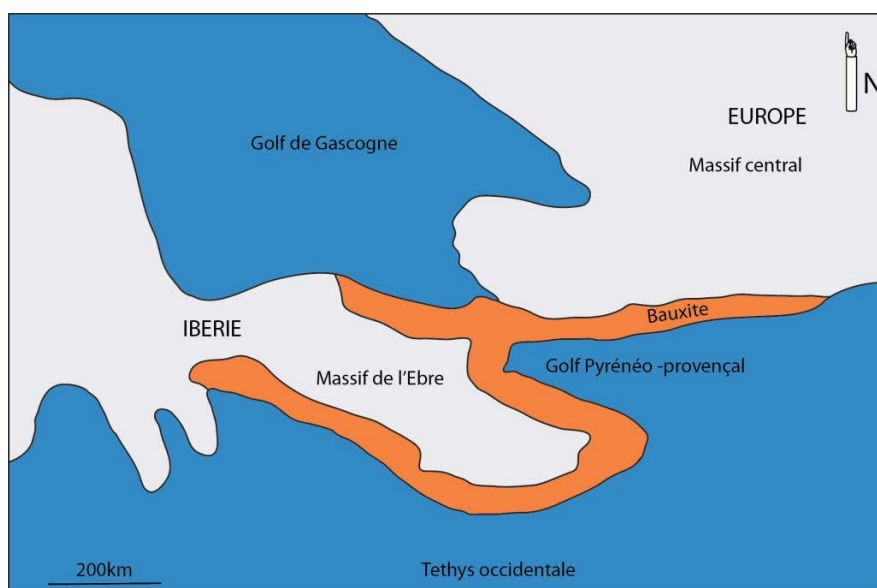 N
EUROPE
Golf de Gascogne
Massif central
Bauxite
IBERIE
Golf Pyrénéo -provençal
Massif de l'Ebre
200km
Tethys occidentale